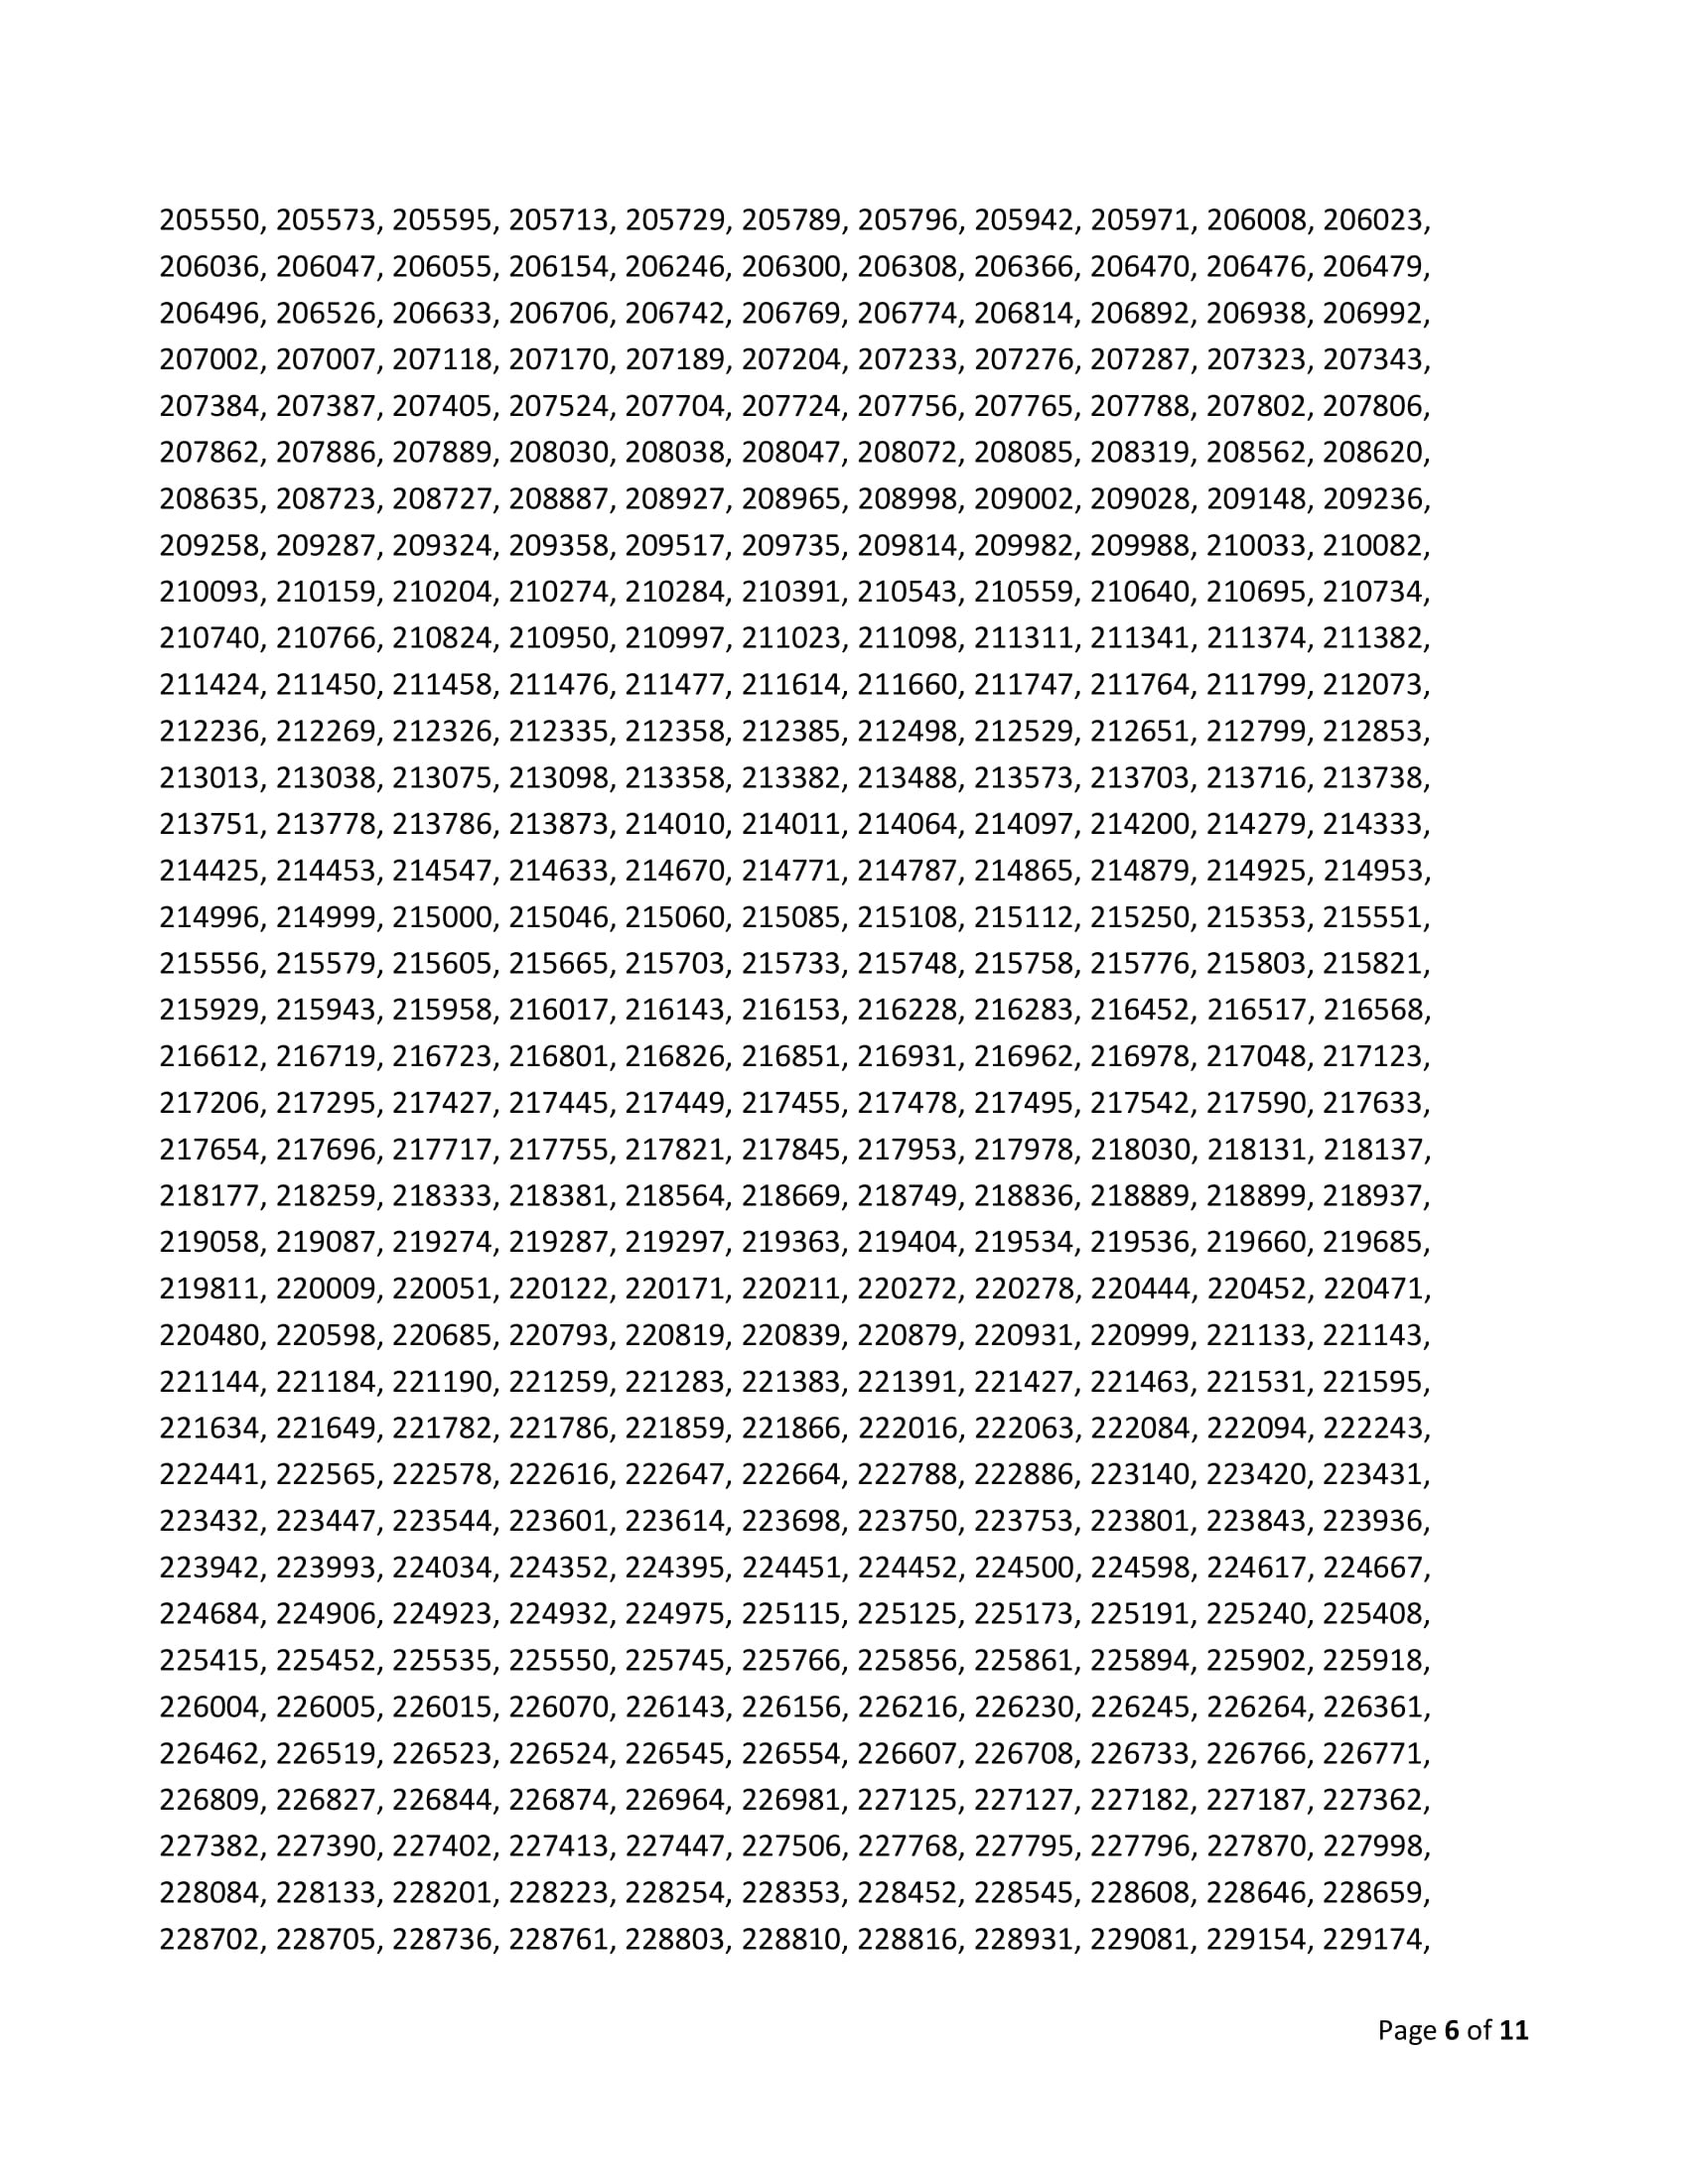 205550, 205573, 205595, 205713, 205729, 205789, 205796, 205942, 205971, 206008, 206023,
206036, 206047, 206055, 206154, 206246, 206300, 206308, 206366, 206470, 206476, 206479,
206496, 206526, 206633, 206706, 206742, 206769, 206774, 206814, 206892, 206938, 206992,
207002, 207007, 207118, 207170, 207189, 207204, 207233, 207276, 207287, 207323, 207343,
207384, 207387, 207405, 207524, 207704, 207724, 207756, 207765, 207788, 207802, 207806,
207862, 207886, 207889, 208030, 208038, 208047, 208072, 208085, 208319, 208562, 208620,
208635, 208723, 208727, 208887, 208927, 208965, 208998, 209002, 209028, 209148, 209236,
209258, 209287, 209324, 209358, 209517, 209735, 209814, 209982, 209988, 210033, 210082,
210093, 210159, 210204, 210274, 210284, 210391, 210543, 210559, 210640, 210695, 210734,
210740, 210766, 210824, 210950, 210997, 211023, 211098, 211311, 211341, 211374, 211382,
211424, 211450, 211458, 211476, 211477, 211614, 211660, 211747, 211764, 211799, 212073,
212236, 212269, 212326, 212335, 212358, 212385, 212498, 212529, 212651, 212799, 212853,
213013, 213038, 213075, 213098, 213358, 213382, 213488, 213573, 213703, 213716, 213738,
213751, 213778, 213786, 213873, 214010, 214011, 214064, 214097, 214200, 214279, 214333,
214425, 214453, 214547, 214633, 214670, 214771, 214787, 214865, 214879, 214925, 214953,
214996, 214999, 215000, 215046, 215060, 215085, 215108, 215112, 215250, 215353, 215551,
215556, 215579, 215605, 215665, 215703, 215733, 215748, 215758, 215776, 215803, 215821,
215929, 215943, 215958, 216017, 216143, 216153, 216228, 216283, 216452, 216517, 216568,
216612, 216719, 216723, 216801, 216826, 216851, 216931, 216962, 216978, 217048, 217123,
217206, 217295, 217427, 217445, 217449, 217455, 217478, 217495, 217542, 217590, 217633,
217654, 217696, 217717, 217755, 217821, 217845, 217953, 217978, 218030, 218131, 218137,
218177, 218259, 218333, 218381, 218564, 218669, 218749, 218836, 218889, 218899, 218937,
219058, 219087, 219274, 219287, 219297, 219363, 219404, 219534, 219536, 219660, 219685,
219811, 220009, 220051, 220122, 220171, 220211, 220272, 220278, 220444, 220452, 220471,
220480, 220598, 220685, 220793, 220819, 220839, 220879, 220931, 220999, 221133, 221143,
221144, 221184, 221190, 221259, 221283, 221383, 221391, 221427, 221463, 221531, 221595,
221634, 221649, 221782, 221786, 221859, 221866, 222016, 222063, 222084, 222094, 222243,
222441, 222565, 222578, 222616, 222647, 222664, 222788, 222886, 223140, 223420, 223431,
223432, 223447, 223544, 223601, 223614, 223698, 223750, 223753, 223801, 223843, 223936,
223942, 223993, 224034, 224352, 224395, 224451, 224452, 224500, 224598, 224617, 224667,
224684, 224906, 224923, 224932, 224975, 225115, 225125, 225173, 225191, 225240, 225408,
225415, 225452, 225535, 225550, 225745, 225766, 225856, 225861, 225894, 225902, 225918,
226004, 226005, 226015, 226070, 226143, 226156, 226216, 226230, 226245, 226264, 226361,
226462, 226519, 226523, 226524, 226545, 226554, 226607, 226708, 226733, 226766, 226771,
226809, 226827, 226844, 226874, 226964, 226981, 227125, 227127, 227182, 227187, 227362,
227382, 227390, 227402, 227413, 227447, 227506, 227768, 227795, 227796, 227870, 227998,
228084, 228133, 228201, 228223, 228254, 228353, 228452, 228545, 228608, 228646, 228659,
228702, 228705, 228736, 228761, 228803, 228810, 228816, 228931, 229081, 229154, 229174,
Page 6 of 11